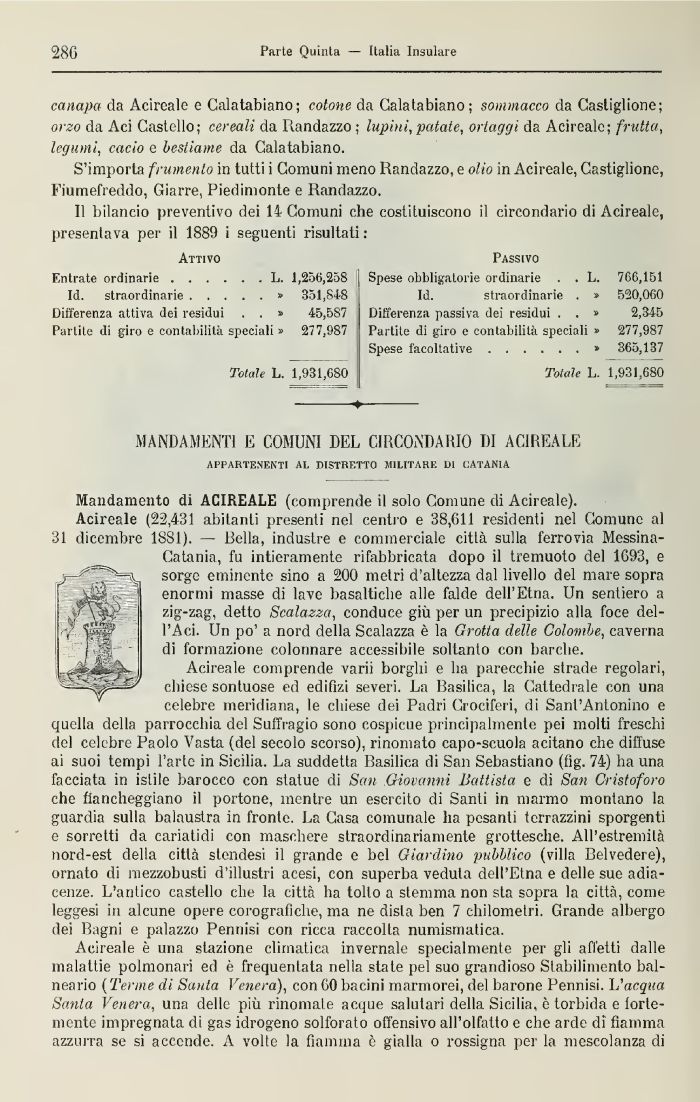 286
Parte Quinta — Italia Insulare
canapa da Acireale e Calatabiano; cotone da Calatabiano; sommacco da Castiglione;
orzo da Aci Castello; cereali da Randazzo; lupini, patate, ortaggi da Acireale; frutta,
legumi, cacio e bestiame da Calatabiano.
S'importa frumento in tutti i Comuni meno Randazzo, e olio in Acireale, Castiglione,
Fiumefreddo, Giarre, Piedimonte e Randazzo.
Il bilancio preventivo dei 14 Comuni che costituiscono il circondario di Acireale,
presentava per il 1889 i seguenti risultati:
ATTIVO
Entrate ordinarie . . . . . . L. 1,256,258
Id. straordinarie . . . . . » 351,848
Differenza attiva dei residui . . » 45,587
Partite di giro e contabilità speciali » 277,987
Totale L. 1,931,680
PASSIVO
Spese obbligatorie ordinarie . . L. 766,151
Id. straordinarie . » 520,060
Differenza passiva dei residui . . » 2,345
Partite di giro e contabilità speciali » 277,987
Spese facoltative . . . . . . » 365,137
Totale L. 1,931,680
MANDAMENTI E COMUNI DEL CIRCONDARIO DI ACIREALE
APPARTENENTI AL DISTRETTO MILITARE DI CATANIA
Mandamento di ACIREALE (comprende il solo Comune di Acireale).
Acireale (22,431 abitanti presenti nel centro e 38,611 residenti nel Comune al
31 dicembre 1881). — Bella, industre e commerciale città sulla ferrovia Messina-
Catania, fu intieramente rifabbricata dopo il tremuoto del 1693, e
sorge eminente sino a 200 metri d'altezza dal livello del mare sopra
enormi masse di lave basaltiche alle falde dell'Etna. Un sentiero a
zig-zag, detto Scalazza, conduce giù per un precipizio alla foce del-
l'Aci. Un po' a nord della Scalazza è la Grotta delle Colombe, caverna
di formazione colonnare accessibile soltanto con barche.
Acireale comprende varii borghi e ha parecchie strade regolari,
chiese sontuose ed edifizi severi. La Basilica, la Cattedrale con una
celebre meridiana, le chiese dei Padri Crociferi, di Sant'Antonino e
quella della parrocchia del Suffragio sono cospicue principalmente pei molti freschi
del celebre Paolo Vasta (del secolo scorso), rinomato capo-scuola acitano che diffuse
ai suoi tempi l'arte in Sicilia. La suddetta Basilica di San Sebastiano (fig. 74) ha una
facciata in istile barocco con statue di San Giovanni Battista e di San Cristoforo
che fiancheggiano il portone, mentre un esercito di Santi in marmo montano la
guardia sulla balaustra in fronte. La Casa comunale ha pesanti terrazzini sporgenti
e sorretti da cariatidi con maschere straordinariamente grottesche. All'estremità
nord-est della città stendesi il grande e bel Giardino pubblico (villa Belvedere),
ornato di mezzobusti d'illustri acesi, con superba veduta dell'Etna e delle sue adia-
cenze. L'antico castello che la città ha tolto a stemma non sta sopra la città, come
leggesi in alcune opere corografiche, ma ne dista ben 7 chilometri. Grande albergo
dei Bagni e palazzo Pennisi con ricca raccolta numismatica.
Acireale è una stazione climatica invernale specialmente per gli affetti dalle
malattie polmonari ed è frequentata nella state pel suo grandioso Stabilimento bal-
neario (Terme di Santa Venera), con 60 bacini marmorei, del barone Pennisi. L'acqua
Santa Venera, una delle più rinomate acque salutari della Sicilia, è torbida e forte-
mente impregnata di gas idrogeno solforato offensivo all'olfatto e che arde di fiamma
azzurra se si accende. A volte la fiamma è gialla o rossigna per la mescolanza di